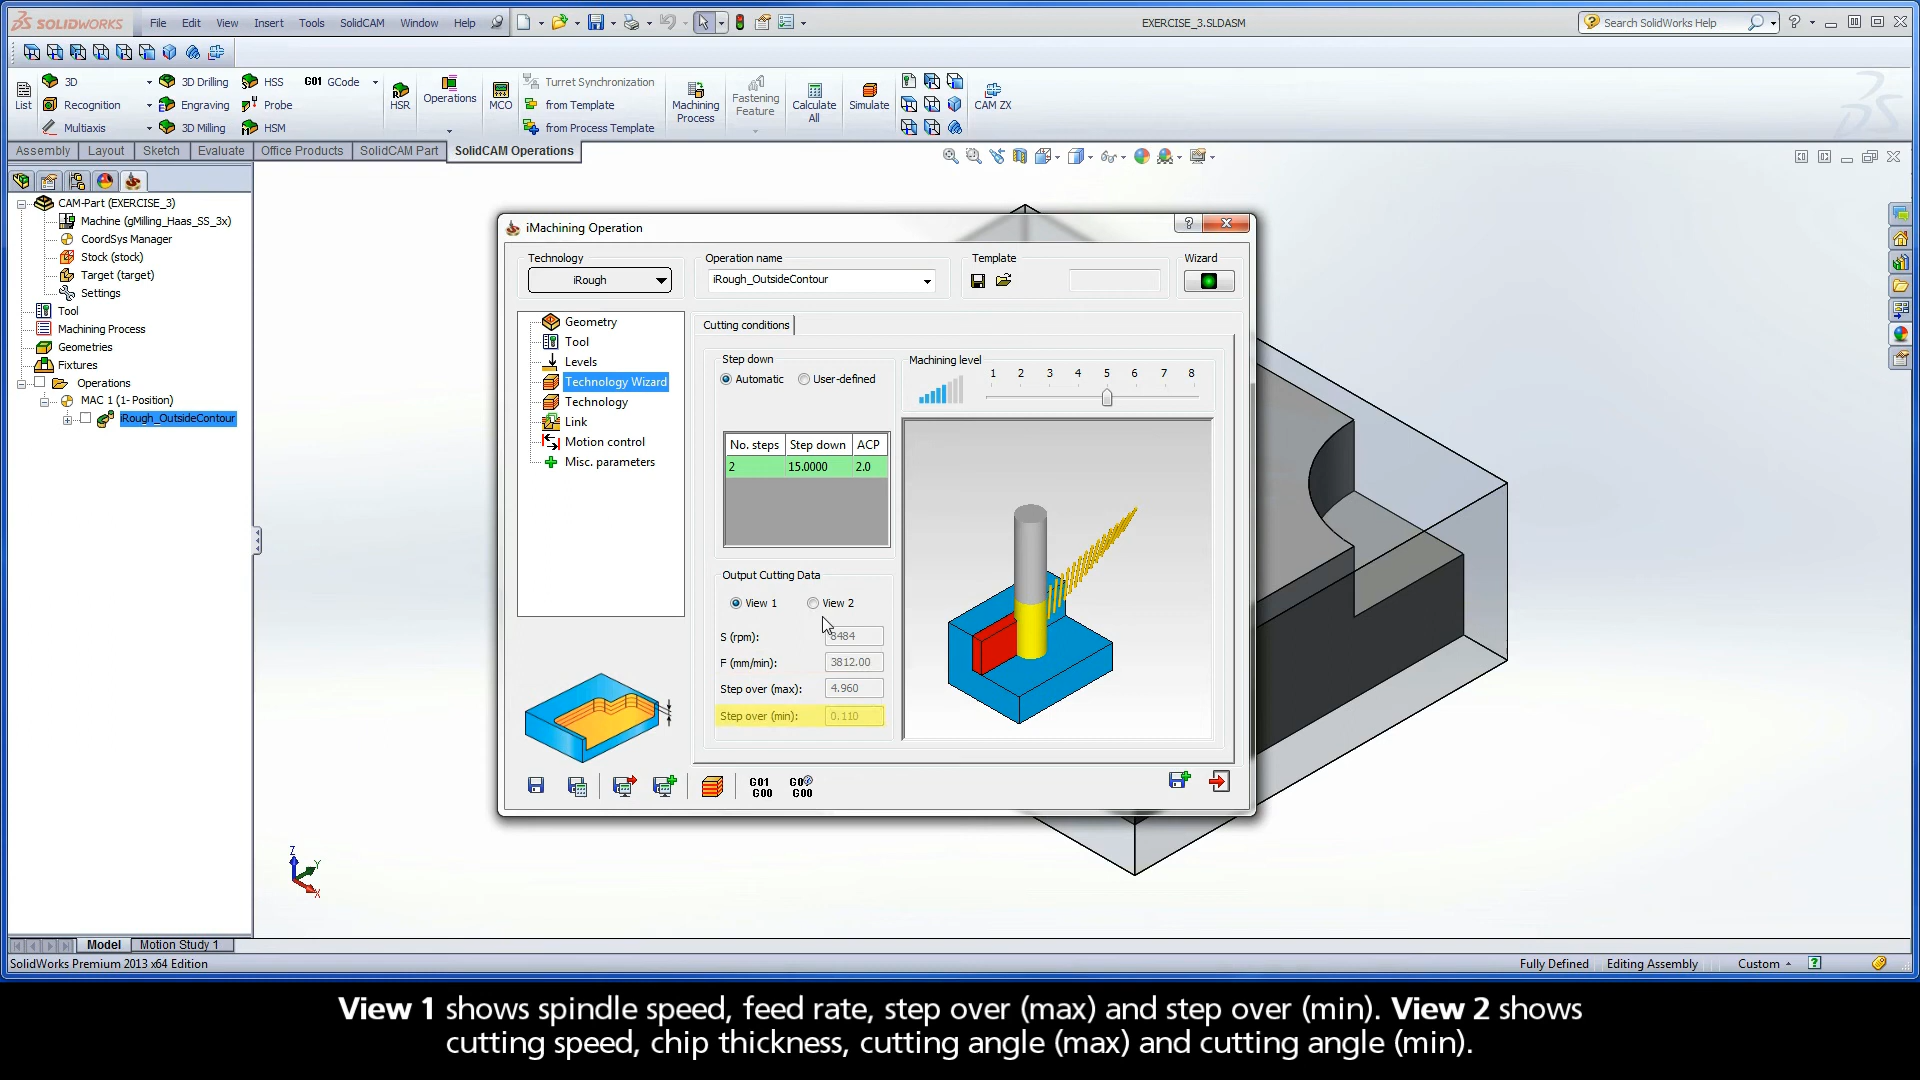 SOLIDWORKS File Edit View Insert Tools SolidCAM Window Help EXERCISE_3.SLDASM Search SolidWorks Help
3D 3D Drilling HSS G01 GCode Turret Synchronization
List Recognition Engraving Probe HSR Operations MCO from Template Machining Process Fastening Feature Calculate All Simulate CAM ZX
Multiaxis 3D Milling HSM from Process Template
Assembly Layout Sketch Evaluate Office Products SolidCAM Part SolidCAM Operations
CAM-Part (EXERCISE_3)
Machine (gMilling_Haas_SS_3x)
CoordSys Manager
Stock (stock)
Target (target)
Settings
Tool
Machining Process
Geometries
Fixtures
Operations
MAC 1 (1- Position)
iRough_OutsideContour
iMachining Operation
Technology Operation name Template Wizard
iRough iRough_OutsideContour
Geometry
Tool
Levels
Technology Wizard
Technology
Link
Motion control
Misc. parameters
Cutting conditions
Step down
Automatic User-defined
Machining level
1 2 3 4 5 6 7 8
No. steps Step down ACP
2 15.0000 2.0
Output Cutting Data
View 1 View 2
S (rpm): 8484
F (mm/min): 3812.00
Step over (max): 4.960
Step over (min): 0.110
G01 G00
G00
Z Y X
Model Motion Study 1
SolidWorks Premium 2013 x64 Edition Fully Defined Editing Assembly Custom
View 1 shows spindle speed, feed rate, step over (max) and step over (min). View 2 shows
cutting speed, chip thickness, cutting angle (max) and cutting angle (min).